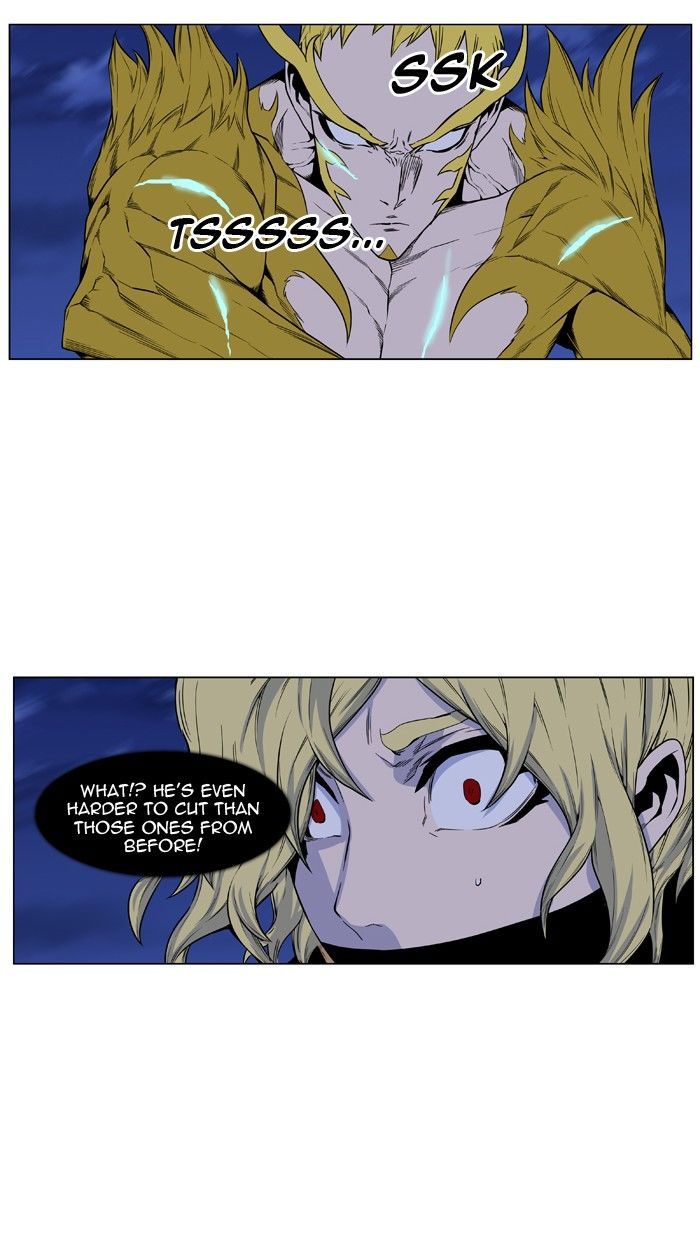 SSK
TSSSSS...
WHAT!? HE'S EVEN
HARDER TO CUT THAN
THOSE ONES FROM
BEFORE!